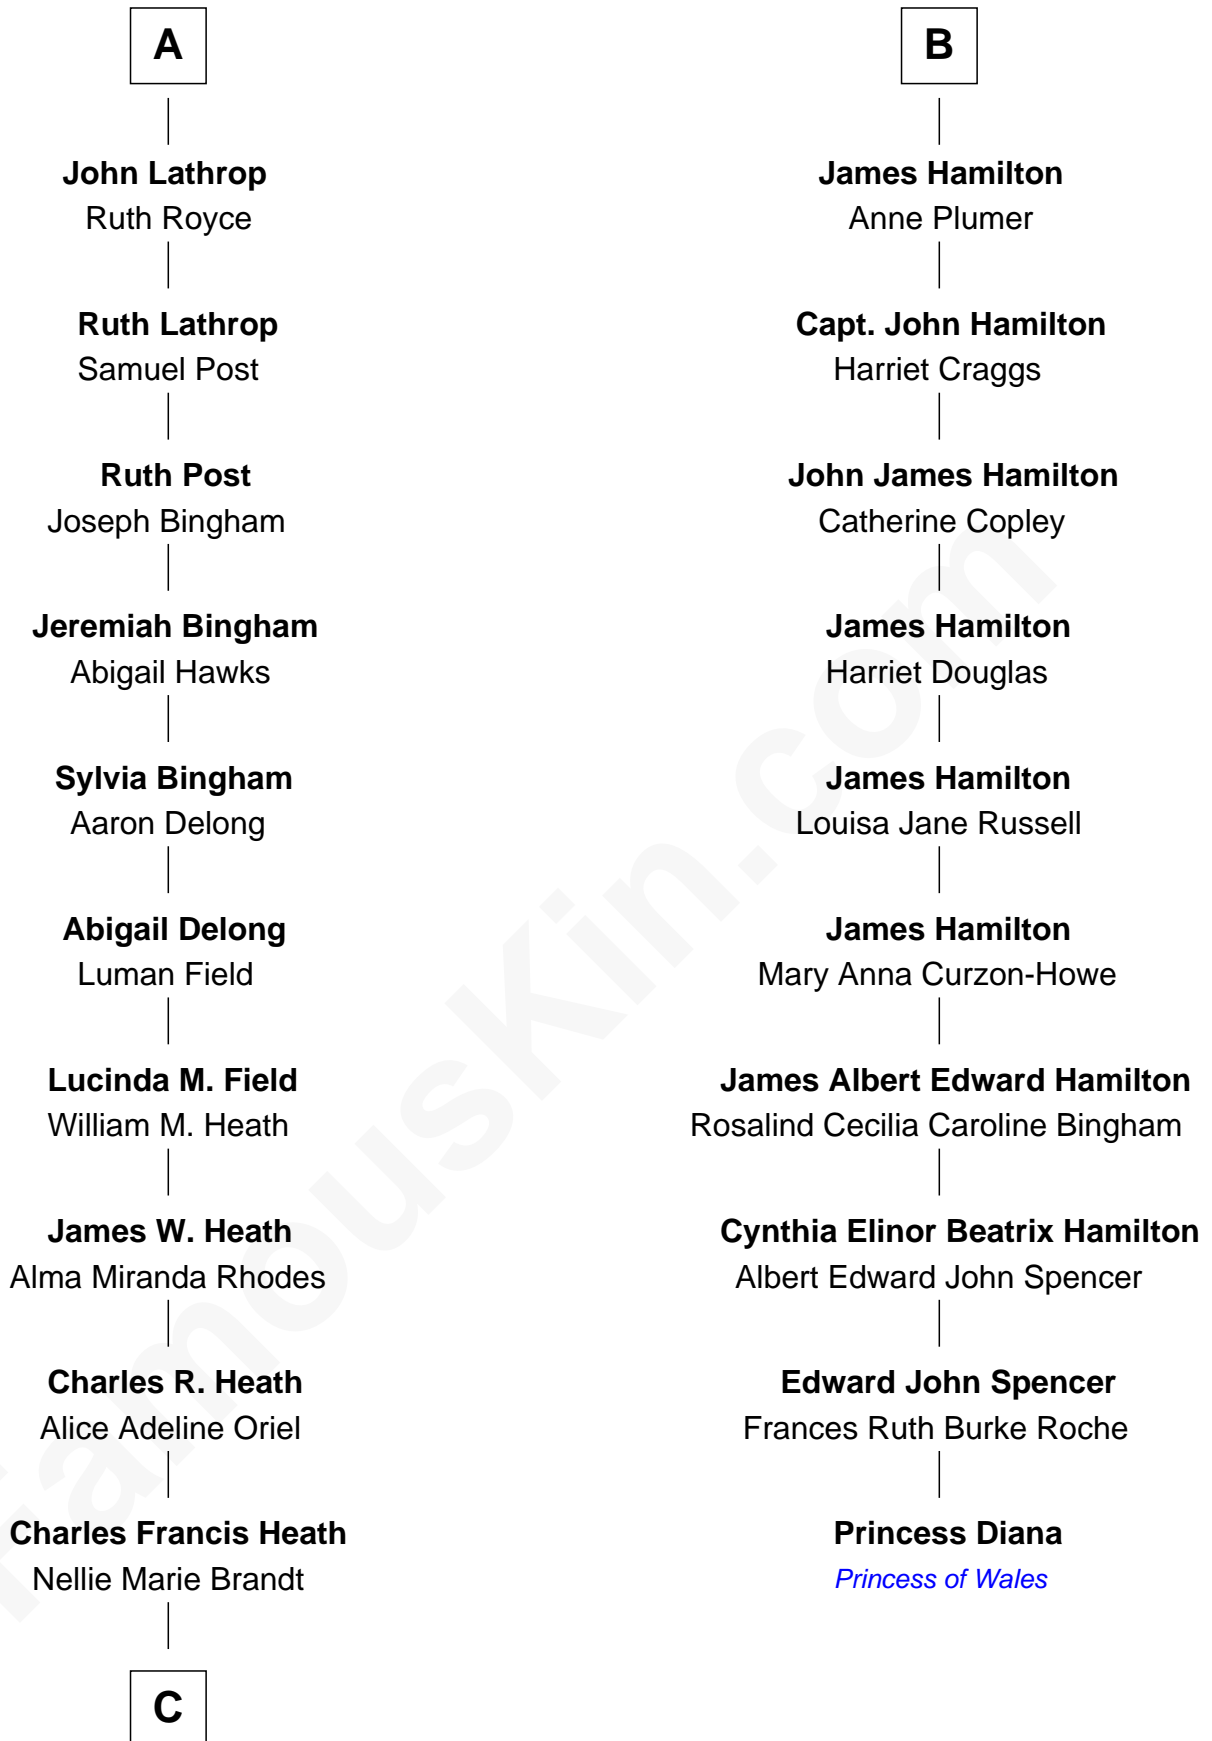 A
John Lathrop
Ruth Royce
Ruth Lathrop
Samuel Post
Ruth Post
Joseph Bingham
Jeremiah Bingham
Abigail Hawks
Sylvia Bingham
Aaron Delong
Abigail Delong
Luman Field
Lucinda M. Field
William M. Heath
James W. Heath
Alma Miranda Rhodes
Charles R. Heath
Alice Adeline Oriel
Charles Francis Heath
Nellie Marie Brandt
C
B
James Hamilton
Anne Plumer
Capt. John Hamilton
Harriet Craggs
John James Hamilton
Catherine Copley
James Hamilton
Harriet Douglas
James Hamilton
Louisa Jane Russell
James Hamilton
Mary Anna Curzon-Howe
James Albert Edward Hamilton
Rosalind Cecilia Caroline Bingham
Cynthia Elinor Beatrix Hamilton
Albert Edward John Spencer
Edward John Spencer
Frances Ruth Burke Roche
Princess Diana
Princess of Wales
FamousKin.com